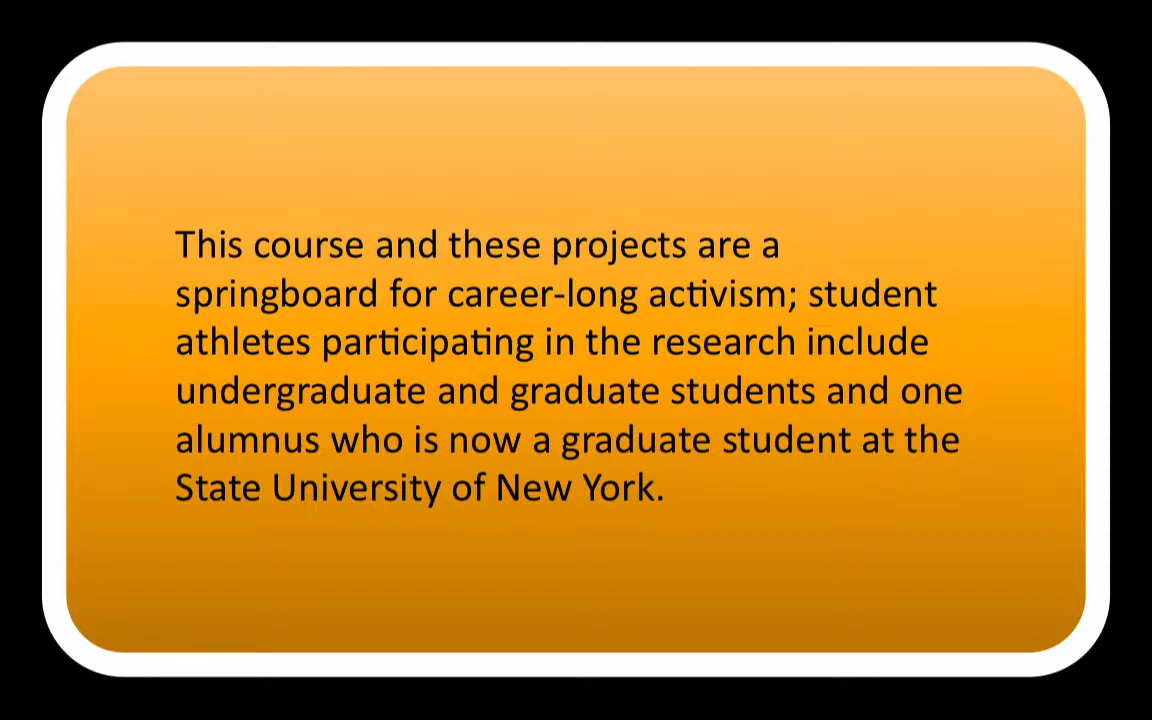 This course and these projects are a
springboard for career-long activism; student
athletes participating in the research include
undergraduate and graduate students and one
alumnus who is now a graduate student at the
State University of New York.